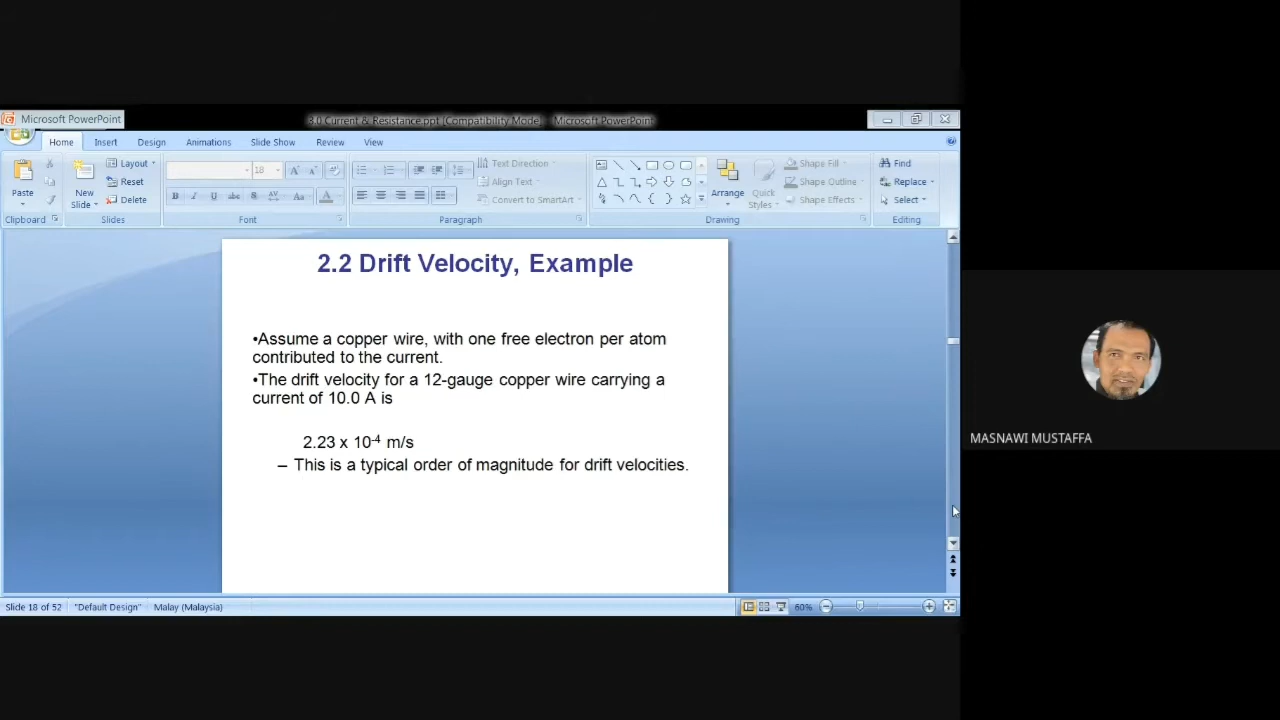 Microsoft PowerPoint
3.0 Current & Resistance.ppt [Compatibility Mode] - Microsoft PowerPoint
Home Insert Design Animations Slide Show Review View
Layout
18
Text Direction
Shape Fill
Find
Reset
Align Text
Shape Outline
Replace
Paste
New
Slide
Delete
B I U abc S AV Aa A
Convert to SmartArt
Arrange
Quick
Styles
Shape Effects
Select
Clipboard Slides Font Paragraph Drawing Editing
2.2 Drift Velocity, Example
•Assume a copper wire, with one free electron per atom
contributed to the current.
•The drift velocity for a 12-gauge copper wire carrying a
current of 10.0 A is
2.23 x 10-4 m/s
– This is a typical order of magnitude for drift velocities.
MASNAWI MUSTAFFA
Slide 18 of 52 "Default Design" Malay (Malaysia) 60%